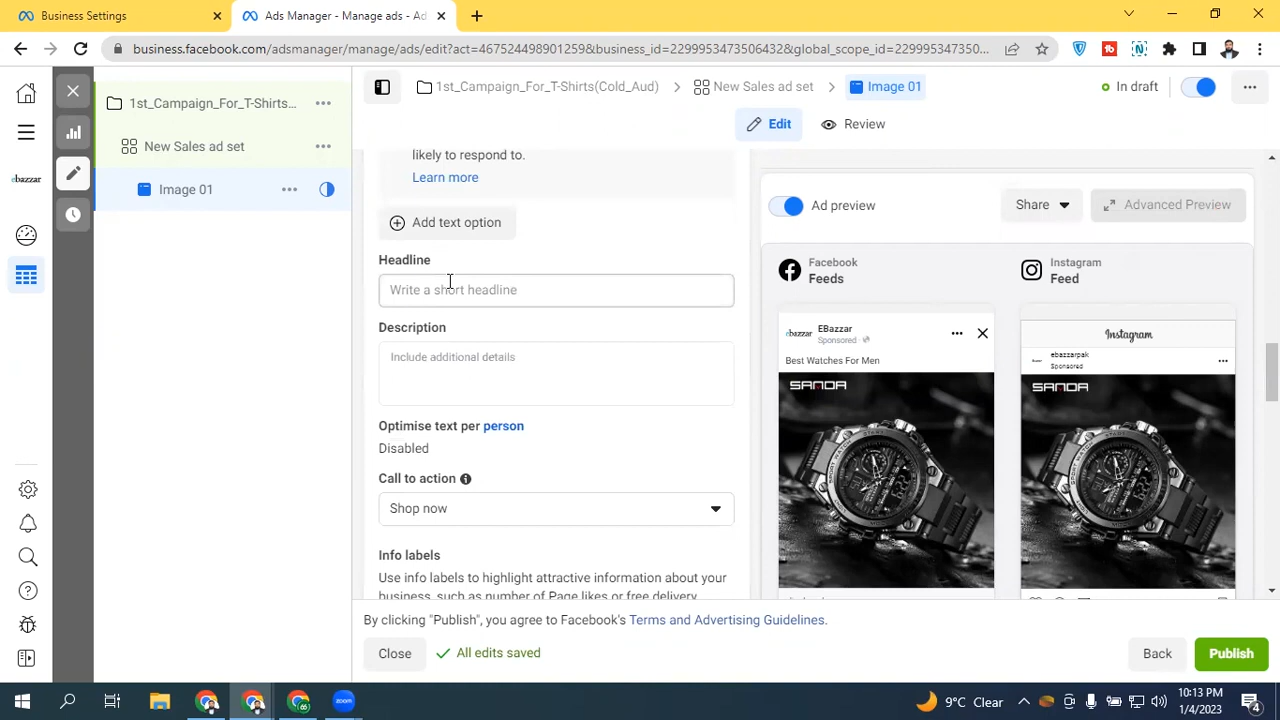 Business Settings
Ads Manager - Manage ads - Ad
business.facebook.com/adsmanager/manage/ads/edit?act=467524498901259&business_id=2299953473506432&global_scope_id=229995347350...
1st_Campaign_For_T-Shirts(Cold_Aud)
New Sales ad set
Image 01
In draft
Edit
Review
1st_Campaign_For_T-Shirts...
New Sales ad set
Image 01
ebazzar
likely to respond to.
Learn more
Add text option
Headline
Write a short headline
Description
Include additional details
Optimise text per person
Disabled
Call to action
Shop now
Info labels
Use info labels to highlight attractive information about your
business, such as number of Page likes or free delivery
Ad preview
Share
Advanced Preview
Facebook
Feeds
Instagram
Feed
ebazzar
EBazzar
Sponsored
Best Watches For Men
SANDA
Instagram
ebazzarpak
Sponsored
SANDA
By clicking "Publish", you agree to Facebook's Terms and Advertising Guidelines.
Close
All edits saved
Back
Publish
zoom
9°C Clear
10:13 PM
1/4/2023
4